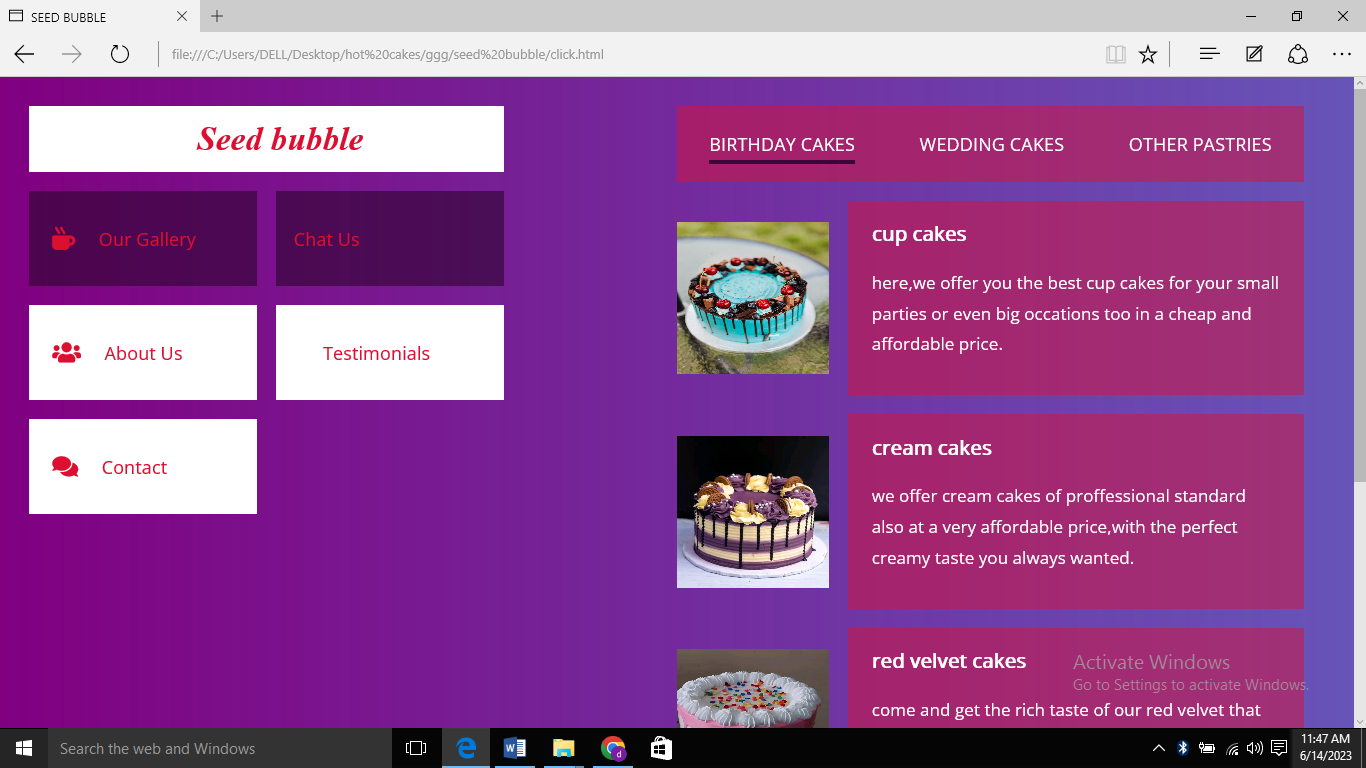 SEED BUBBLE
file:///C:/Users/DELL/Desktop/hot%20cakes/ggg/seed%20bubble/click.html
Seed bubble
Our Gallery
Chat Us
About Us
Testimonials
Contact
BIRTHDAY CAKES
WEDDING CAKES
OTHER PASTRIES
cup cakes
here,we offer you the best cup cakes for your small
parties or even big occations too in a cheap and
affordable price.
cream cakes
we offer cream cakes of proffessional standard
also at a very affordable price,with the perfect
creamy taste you always wanted.
red velvet cakes
come and get the rich taste of our red velvet that
Activate Windows
Go to Settings to activate Windows.
Search the web and Windows
11:47 AM
6/14/2023